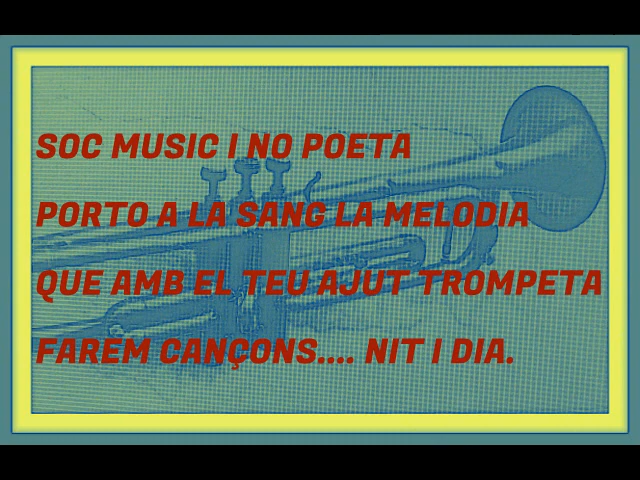 SOC MUSIC I NO POETA
PORTO A LA SANG LA MELODIA
QUE AMB EL TEU AJUT TROMPETA
FAREM CANÇONS.... NIT I DIA.